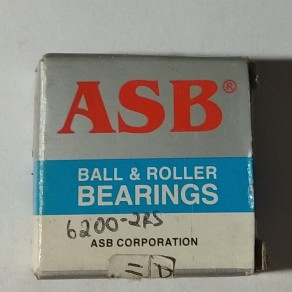 ASB®
BALL & ROLLER
BEARINGS
6200-2RS
ASB CORPORATION